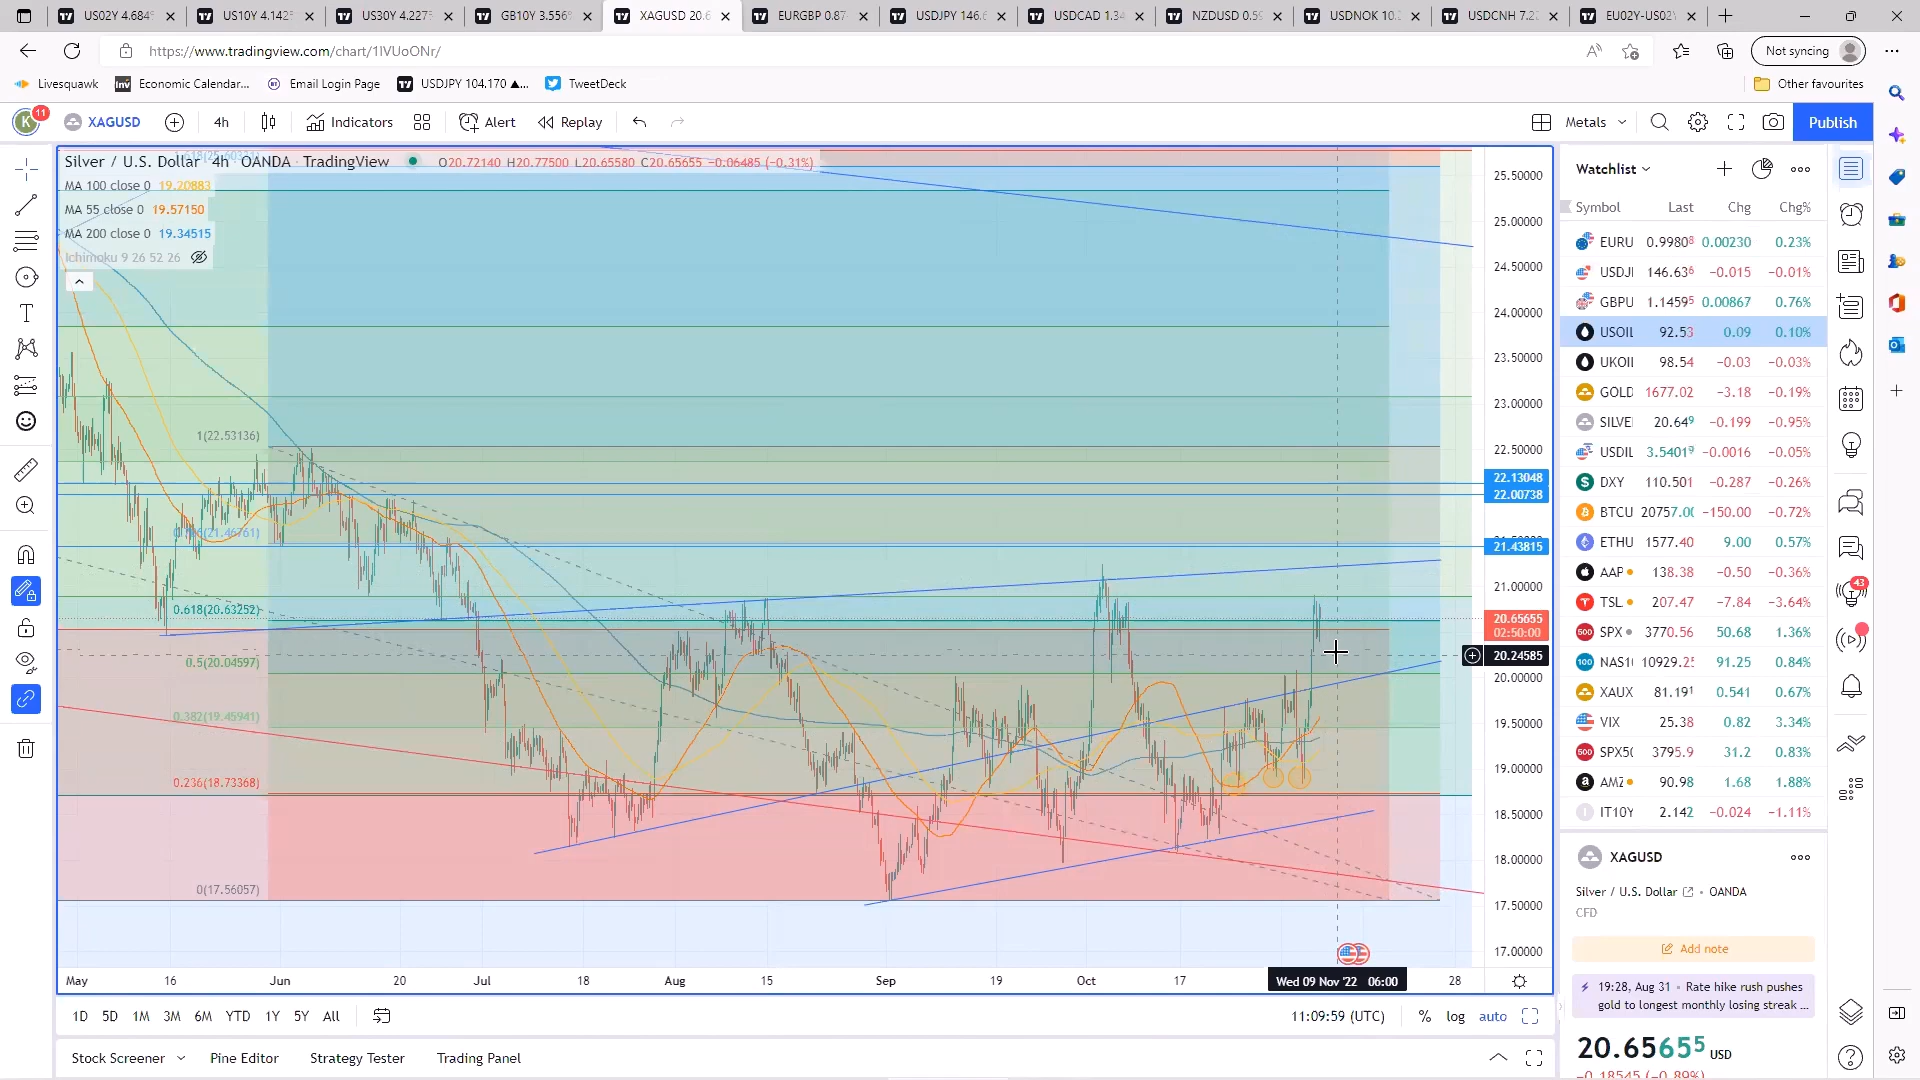 US02Y 4.684
US10Y 4.142
US30Y 4.227
GB10Y 3.556
XAGUSD 20.6
EURGBP 0.87
USDJPY 146.6
USDCAD 1.34
NZDUSD 0.59
USDNOK 10.
USDCNH 7.2
EU02Y-US02Y
https://www.tradingview.com/chart/1IVUoONr/
Not syncing
Livesquawk
Economic Calendar...
Email Login Page
USDJPY 104.170 ▲...
TweetDeck
Other favourites
K 11
XAGUSD
4h
Indicators
Alert
Replay
Metals
Publish
Silver / U.S. Dollar · 4h · OANDA · TradingView
O20.72140 H20.77500 L20.65580 C20.65655 −0.06485 (−0.31%)
MA 100 close 0 19.20883
MA 55 close 0 19.57150
MA 200 close 0 19.34515
Ichimoku 9 26 52 26
1(22.53136)
0.618(20.63252)
0.5(20.04597)
0.382(19.45941)
0.236(18.73368)
0(17.56057)
25.50000
25.00000
24.50000
24.00000
23.50000
23.00000
22.50000
22.13048
22.00738
21.43815
21.00000
20.65655
02:50:00
20.24585
20.00000
19.50000
19.00000
18.50000
18.00000
17.50000
17.00000
May
16
Jun
20
Jul
18
Aug
15
Sep
19
Oct
17
Wed 09 Nov '22 06:00
28
1D 5D 1M 3M 6M YTD 1Y 5Y All
11:09:59 (UTC)
% log auto
Stock Screener
Pine Editor
Strategy Tester
Trading Panel
Watchlist
Symbol Last Chg Chg%
EURU 0.99808 0.00230 0.23%
USDJI 146.636 −0.015 −0.01%
GBPU 1.14595 0.00867 0.76%
USOIL 92.53 0.09 0.10%
UKOIL 98.54 −0.03 −0.03%
GOLD 1677.02 −3.18 −0.19%
SILVE 20.649 −0.199 −0.95%
USDIL 3.54019 −0.0016 −0.05%
DXY 110.501 −0.287 −0.26%
BTCU 20757.00 −150.00 −0.72%
ETHU 1577.40 9.00 0.57%
AAP 138.38 −0.50 −0.36%
TSL 207.47 −7.84 −3.64%
SPX 3770.56 50.68 1.36%
NAS1 10929.25 91.25 0.84%
XAUX 81.191 0.541 0.67%
VIX 25.38 0.82 3.34%
SPX50 3795.9 31.2 0.83%
AMZ 90.98 1.68 1.88%
IT10Y 2.142 −0.024 −1.11%
43
XAGUSD
Silver / U.S. Dollar • OANDA
CFD
Add note
19:28, Aug 31 • Rate hike rush pushes
gold to longest monthly losing streak ...
20.65655 USD
−0.18545 (−0.89%)